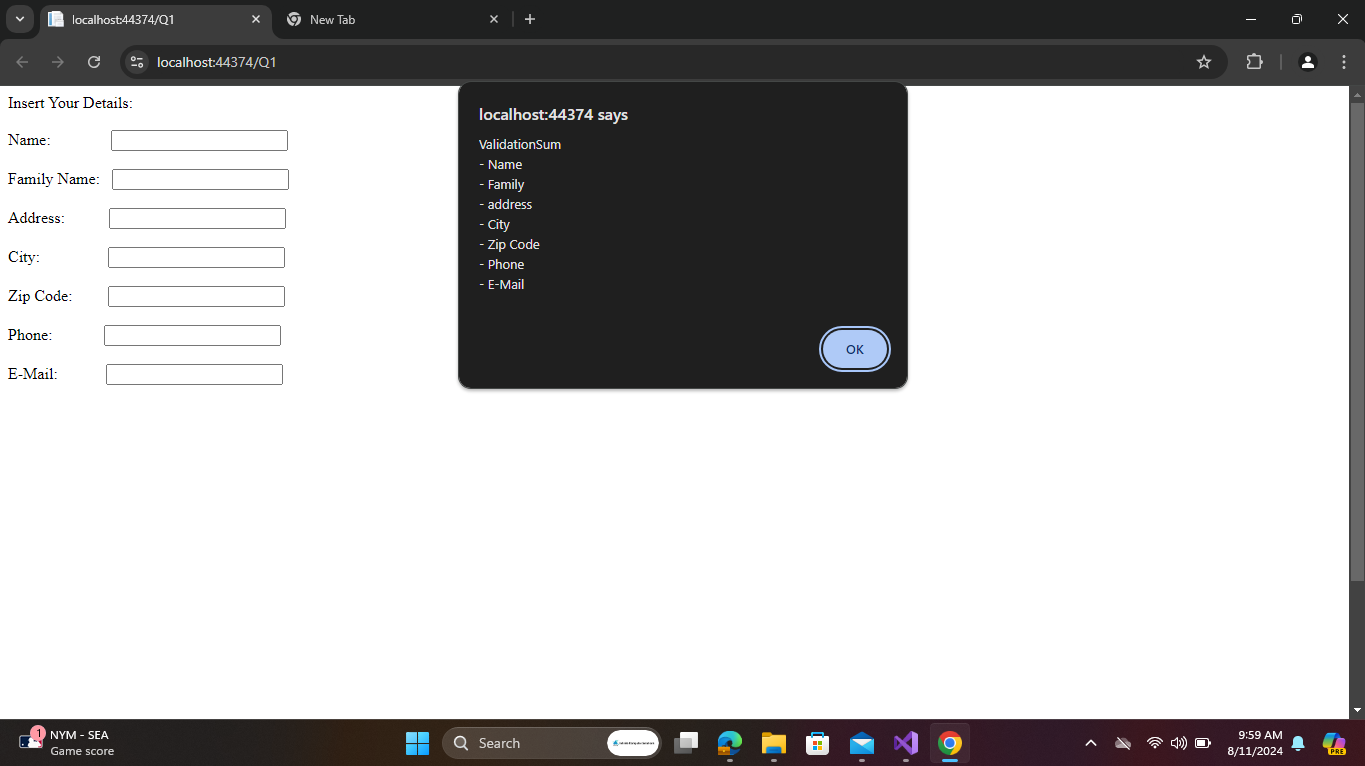 localhost:44374/Q1
New Tab
localhost:44374/Q1
Insert Your Details:
Name:
Family Name:
Address:
City:
Zip Code:
Phone:
E-Mail:
localhost:44374 says
ValidationSum
- Name
- Family
- address
- City
- Zip Code
- Phone
- E-Mail
OK
1
NYM - SEA
Game score
Search
PRE
9:59 AM
8/11/2024